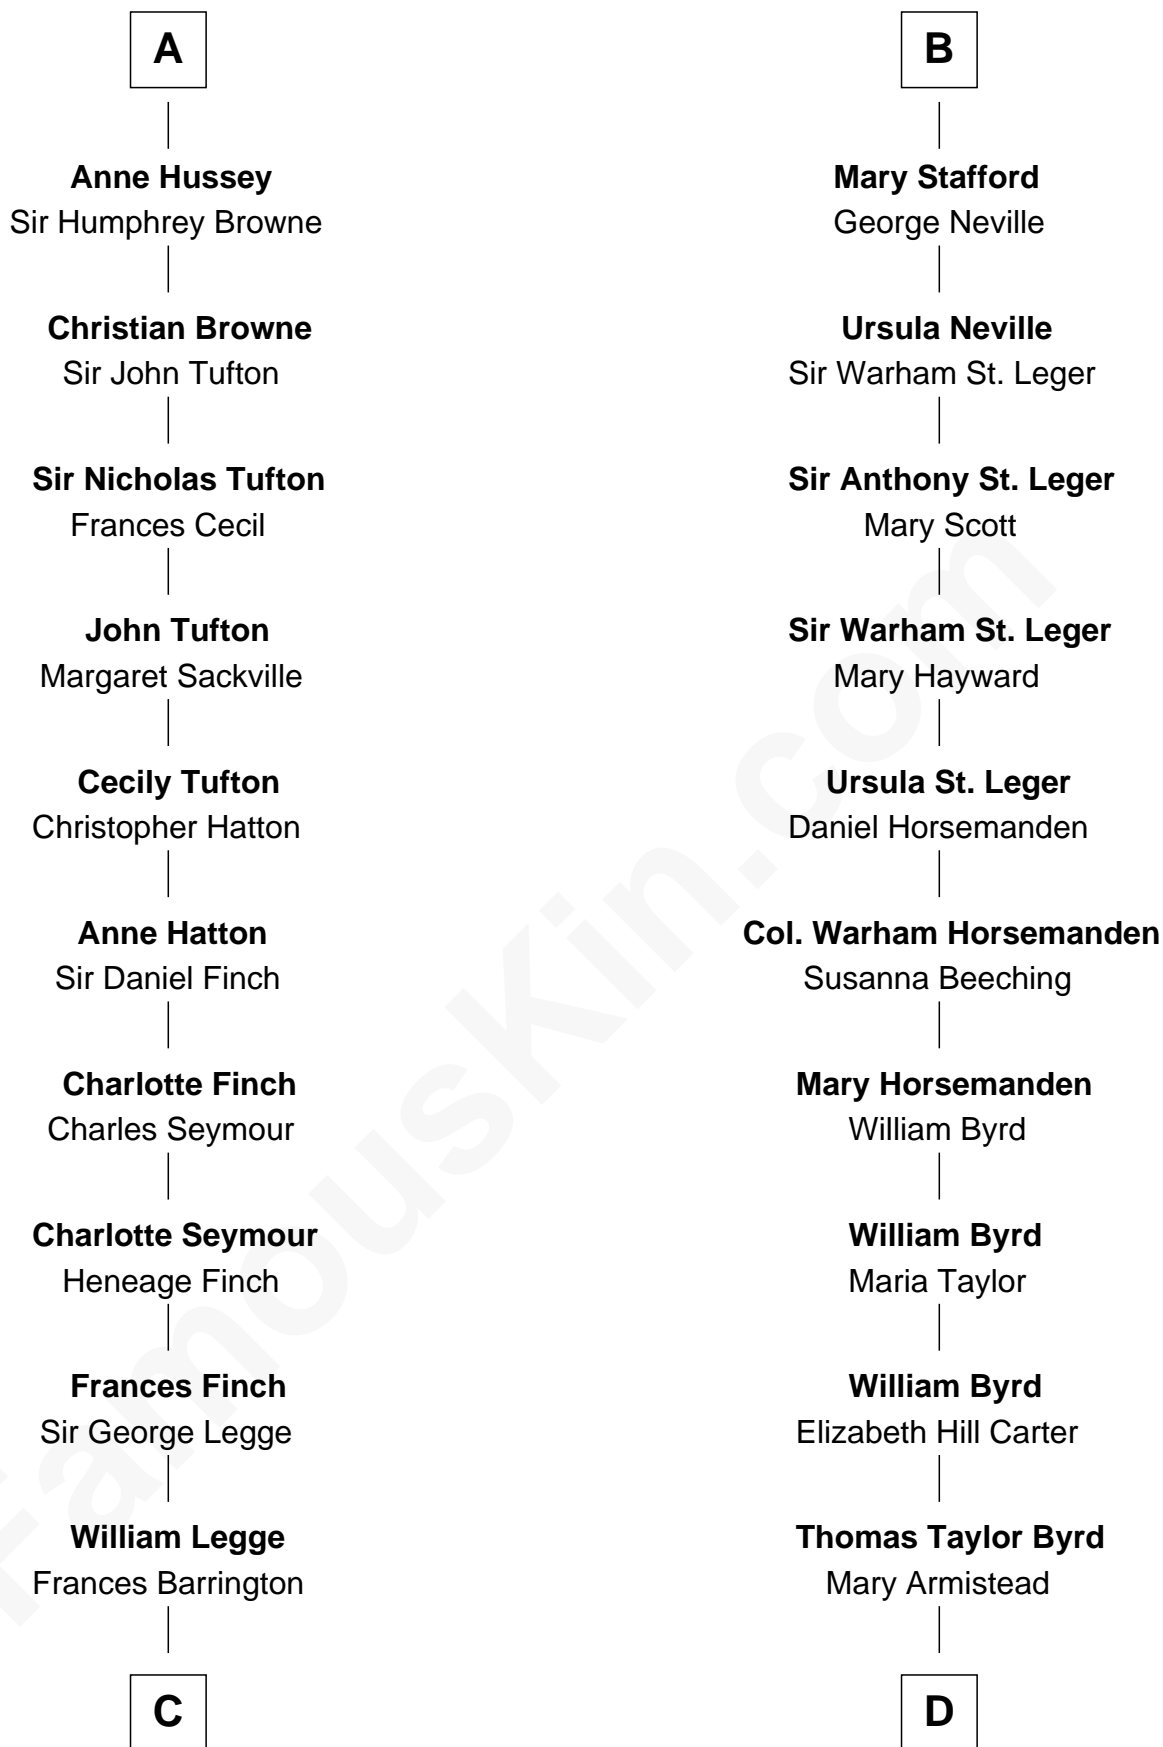 A
Anne Hussey
Sir Humphrey Browne
Christian Browne
Sir John Tufton
Sir Nicholas Tufton
Frances Cecil
John Tufton
Margaret Sackville
Cecily Tufton
Christopher Hatton
Anne Hatton
Sir Daniel Finch
Charlotte Finch
Charles Seymour
Charlotte Seymour
Heneage Finch
Frances Finch
Sir George Legge
William Legge
Frances Barrington
C
B
Mary Stafford
George Neville
Ursula Neville
Sir Warham St. Leger
Sir Anthony St. Leger
Mary Scott
Sir Warham St. Leger
Mary Hayward
Ursula St. Leger
Daniel Horsemanden
Col. Warham Horsemanden
Susanna Beeching
Mary Horsemanden
William Byrd
William Byrd
Maria Taylor
William Byrd
Elizabeth Hill Carter
Thomas Taylor Byrd
Mary Armistead
D
FamousKin.com